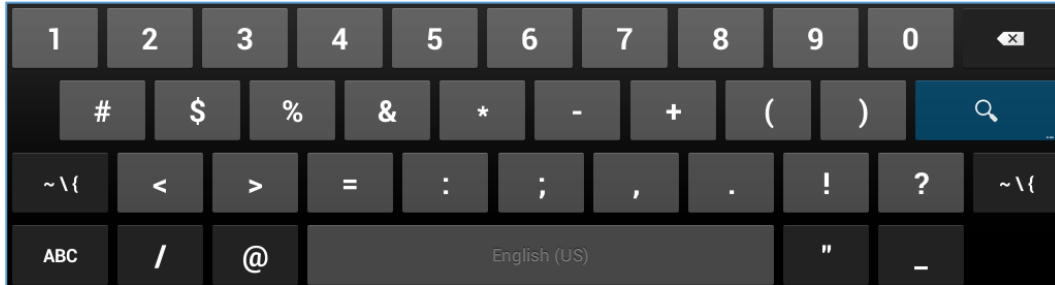 1 2 3 4 5 6 7 8 9 0
# $ % & * - + ( )
~\{ < > = : ; , . ! ? ~\{
ABC / @ English (US) " _